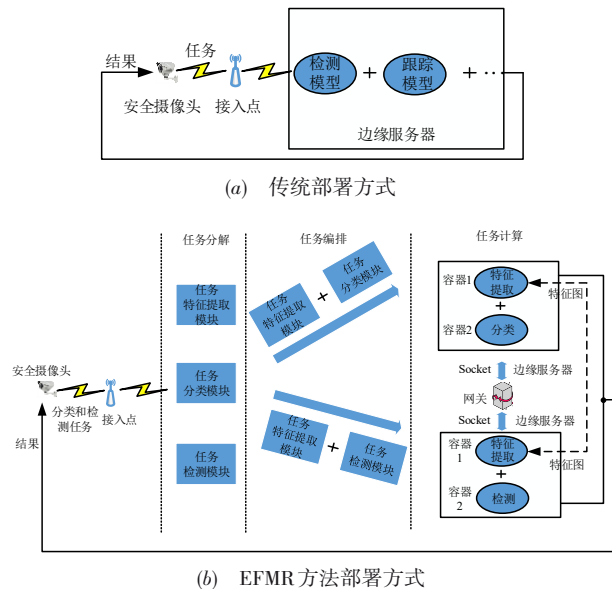 结果
任务
安全摄像头
接入点
检测
模型
+
跟踪
模型
+ …
边缘服务器
(a) 传统部署方式
任务分解
任务编排
任务计算
任务
特征提取
模块
任务
分类模块
任务
检测模块
任务
特征提取
模块
+
任务
分类模块
任务
特征提取
模块
+
任务
检测模块
安全摄像头
分类和检
测任务
接入点
结果
容器1
特征
提取
+
容器2
分类
特征图
Socket
边缘服务器
网关
Socket
边缘服务器
容器
1
特征
提取
+
容器
2
检测
特征图
(b) EFMR方法部署方式